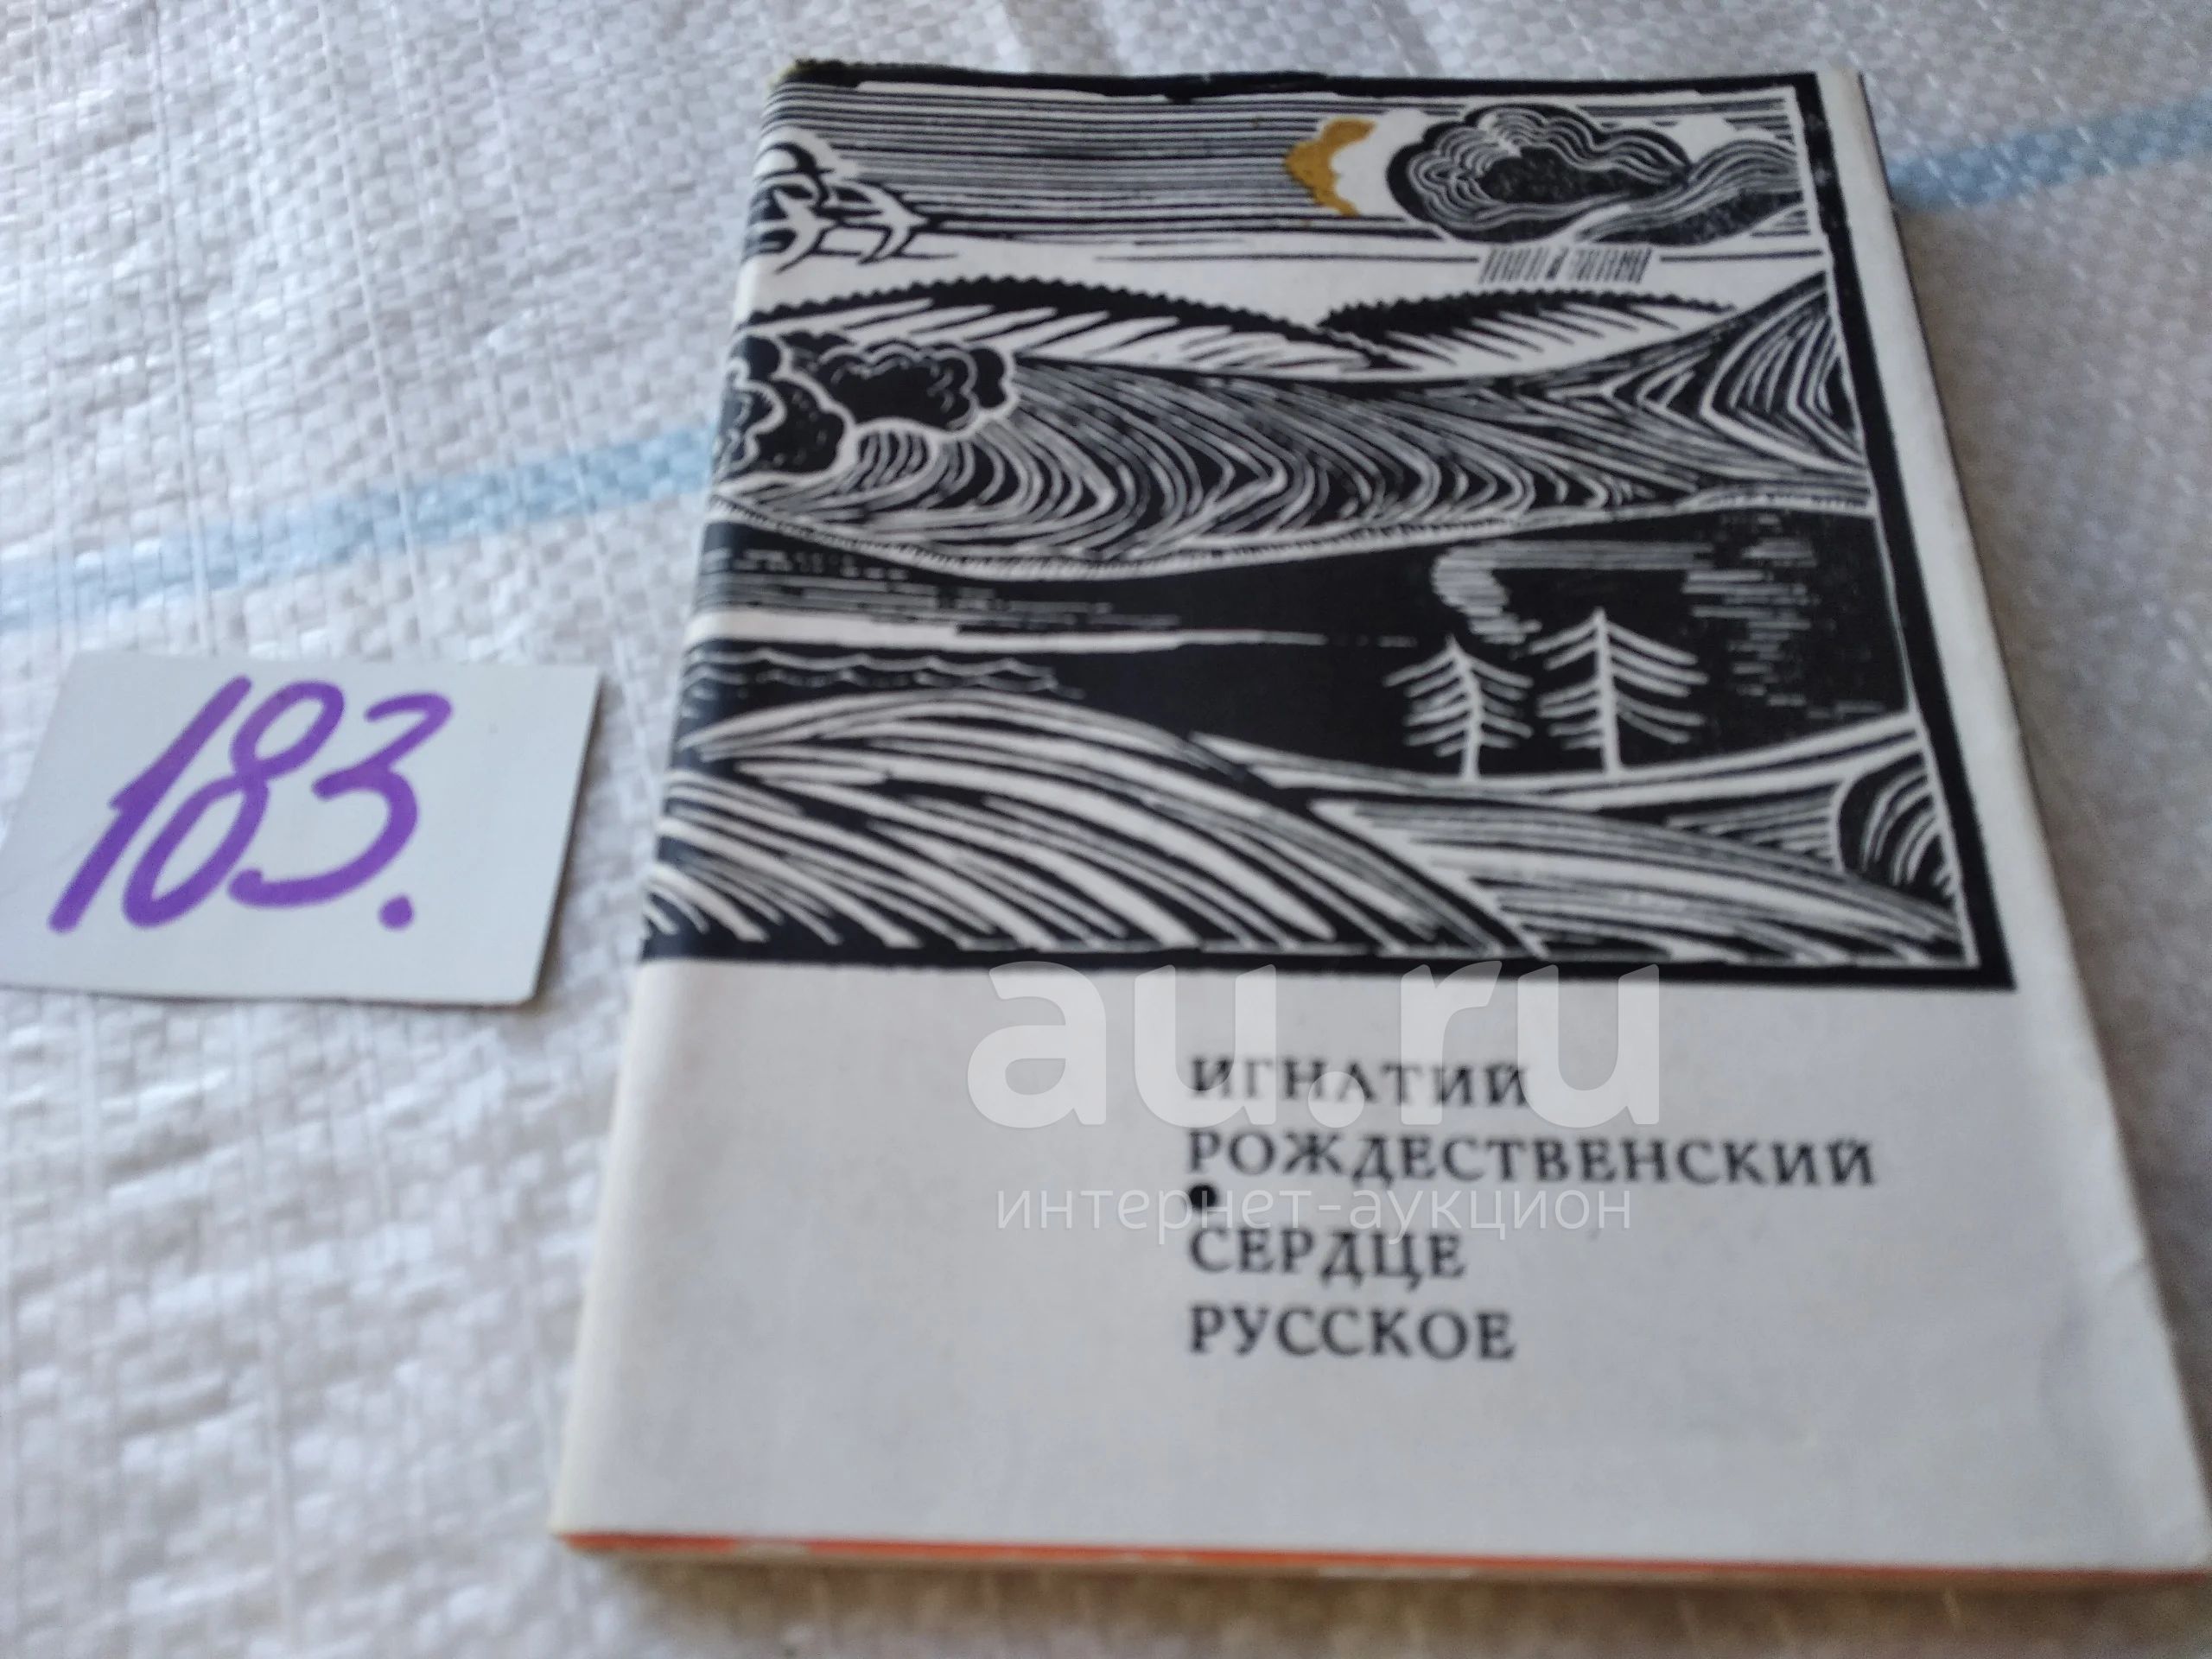 183.
au.ru
ИГНАТИЙ
РОЖДЕСТВЕНСКИЙ
интернет-аукцион
СЕРДЦЕ
РУССКОЕ